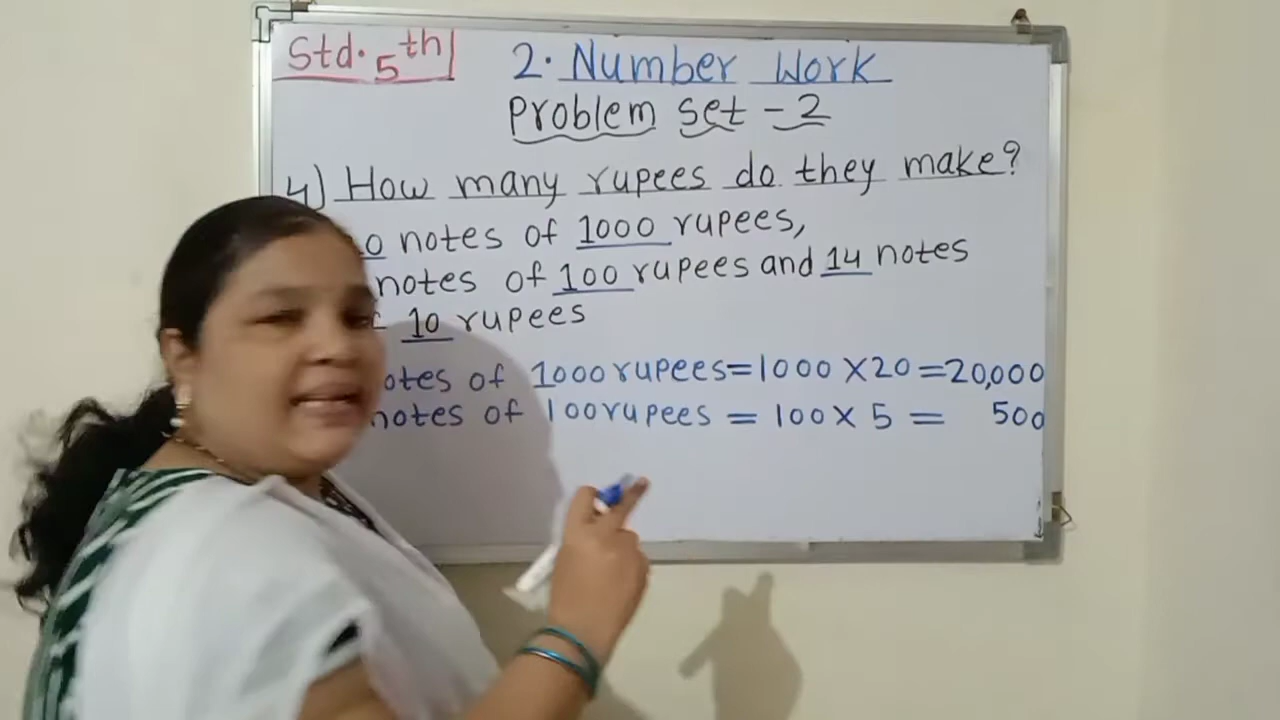 Std. 5th
2. Number Work
Problem set - 2
4) How many rupees do they make?
notes of 1000 rupees,
notes of 100 rupees and 14 notes
10 rupees
of 1000 rupees = 1000 X 20 = 20,000
notes of 100 rupees = 100 X 5 = 500